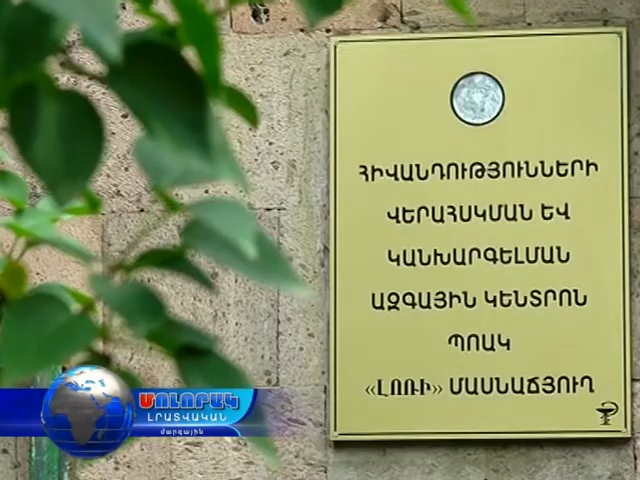 ՀԻՎԱՆԴՈՒԹՅՈՒՆՆԵՐԻ
ՎԵՐԱՀՍԿՄԱՆ ԵՎ
ԿԱՆԽԱՐԳԵԼՄԱՆ
ԱԶԳԱՅԻՆ ԿԵՆՏՐՈՆ
ՊՈԱԿ
«ԼՈՌԻ» ՄԱՍՆԱՃՅՈՒՂ
ՄՈԼՈՐԱԿ
ԼՐԱՏՎԱԿԱՆ
մարզային